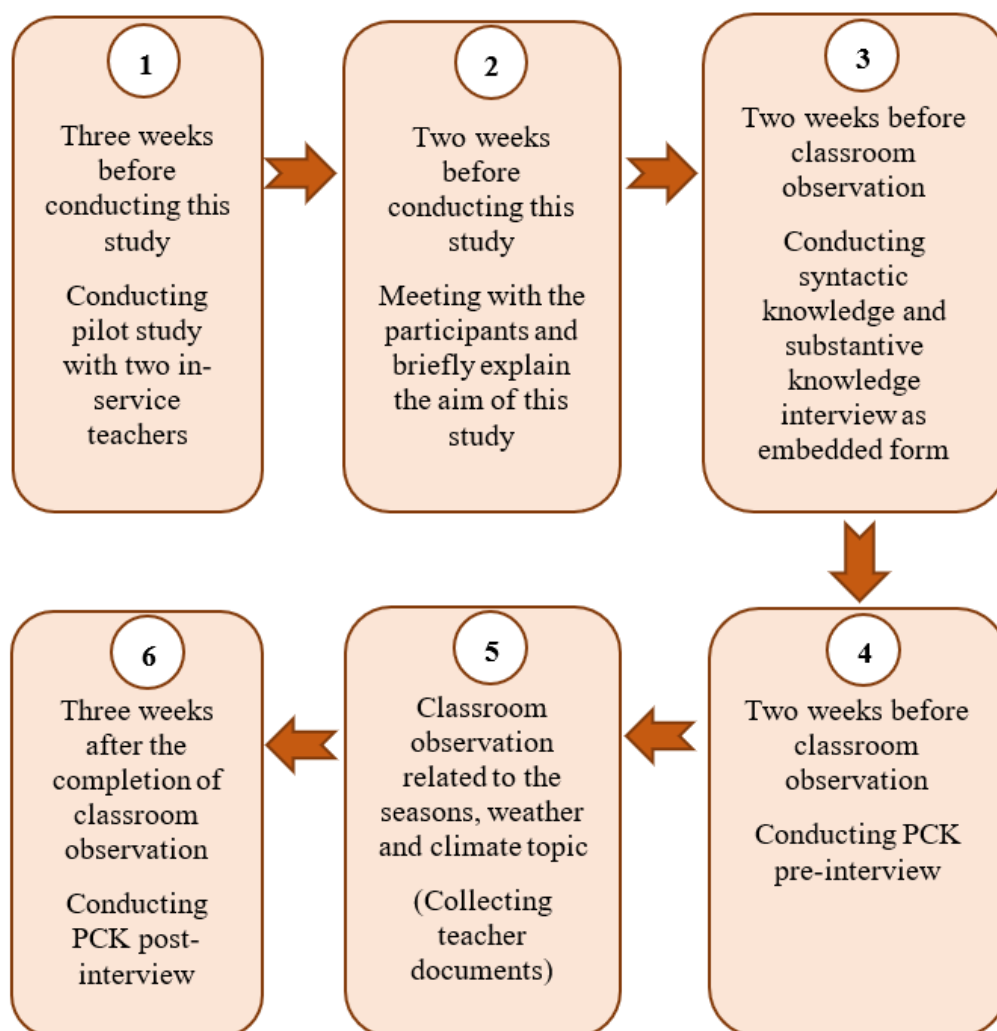 1
Three weeks
before
conducting this
study
Conducting
pilot study
with two in-
service
teachers
2
Two weeks
before
conducting this
study
Meeting with the
participants and
briefly explain
the aim of this
study
3
Two weeks before
classroom
observation
Conducting
syntactic
knowledge and
substantive
knowledge
interview as
embedded form
4
Two weeks before
classroom
observation
Conducting PCK
pre-interview
5
Classroom
observation
related to the
seasons, weather
and climate topic
(Collecting
teacher
documents)
6
Three weeks
after the
completion of
classroom
observation
Conducting
PCK post-
interview